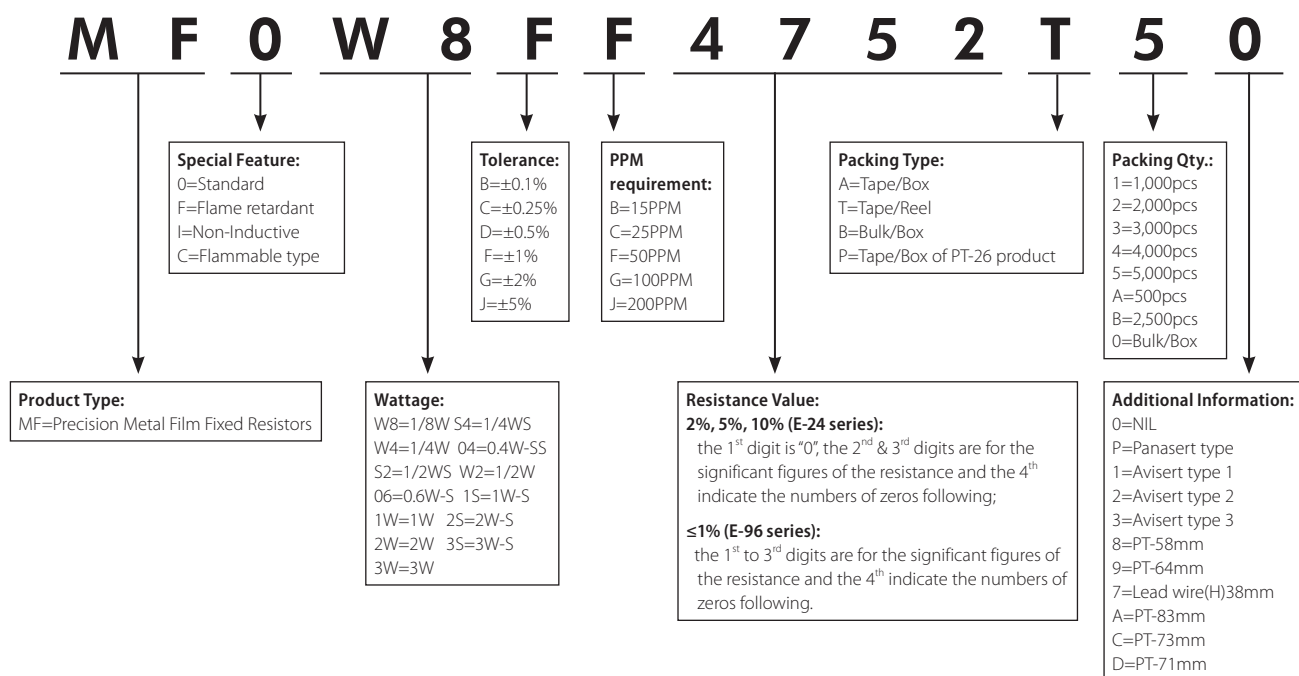 M F 0 W 8 F F 4 7 5 2 T 5 0
Special Feature:
0=Standard
F=Flame retardant
I=Non-Inductive
C=Flammable type
Tolerance:
B=±0.1%
C=±0.25%
D=±0.5%
F=±1%
G=±2%
J=±5%
PPM
requirement:
B=15PPM
C=25PPM
F=50PPM
G=100PPM
J=200PPM
Packing Type:
A=Tape/Box
T=Tape/Reel
B=Bulk/Box
P=Tape/Box of PT-26 product
Packing Qty.:
1=1,000pcs
2=2,000pcs
3=3,000pcs
4=4,000pcs
5=5,000pcs
A=500pcs
B=2,500pcs
0=Bulk/Box
Product Type:
MF=Precision Metal Film Fixed Resistors
Wattage:
W8=1/8W S4=1/4WS
W4=1/4W 04=0.4W-SS
S2=1/2WS W2=1/2W
06=0.6W-S 1S=1W-S
1W=1W 2S=2W-S
2W=2W 3S=3W-S
3W=3W
Resistance Value:
2%, 5%, 10% (E-24 series):
the 1st digit is "0", the 2nd & 3rd digits are for the
significant figures of the resistance and the 4th
indicate the numbers of zeros following;
≤1% (E-96 series):
the 1st to 3rd digits are for the significant figures of
the resistance and the 4th indicate the numbers of
zeros following.
Additional Information:
0=NIL
P=Panasert type
1=Avisert type 1
2=Avisert type 2
3=Avisert type 3
8=PT-58mm
9=PT-64mm
7=Lead wire(H)38mm
A=PT-83mm
C=PT-73mm
D=PT-71mm